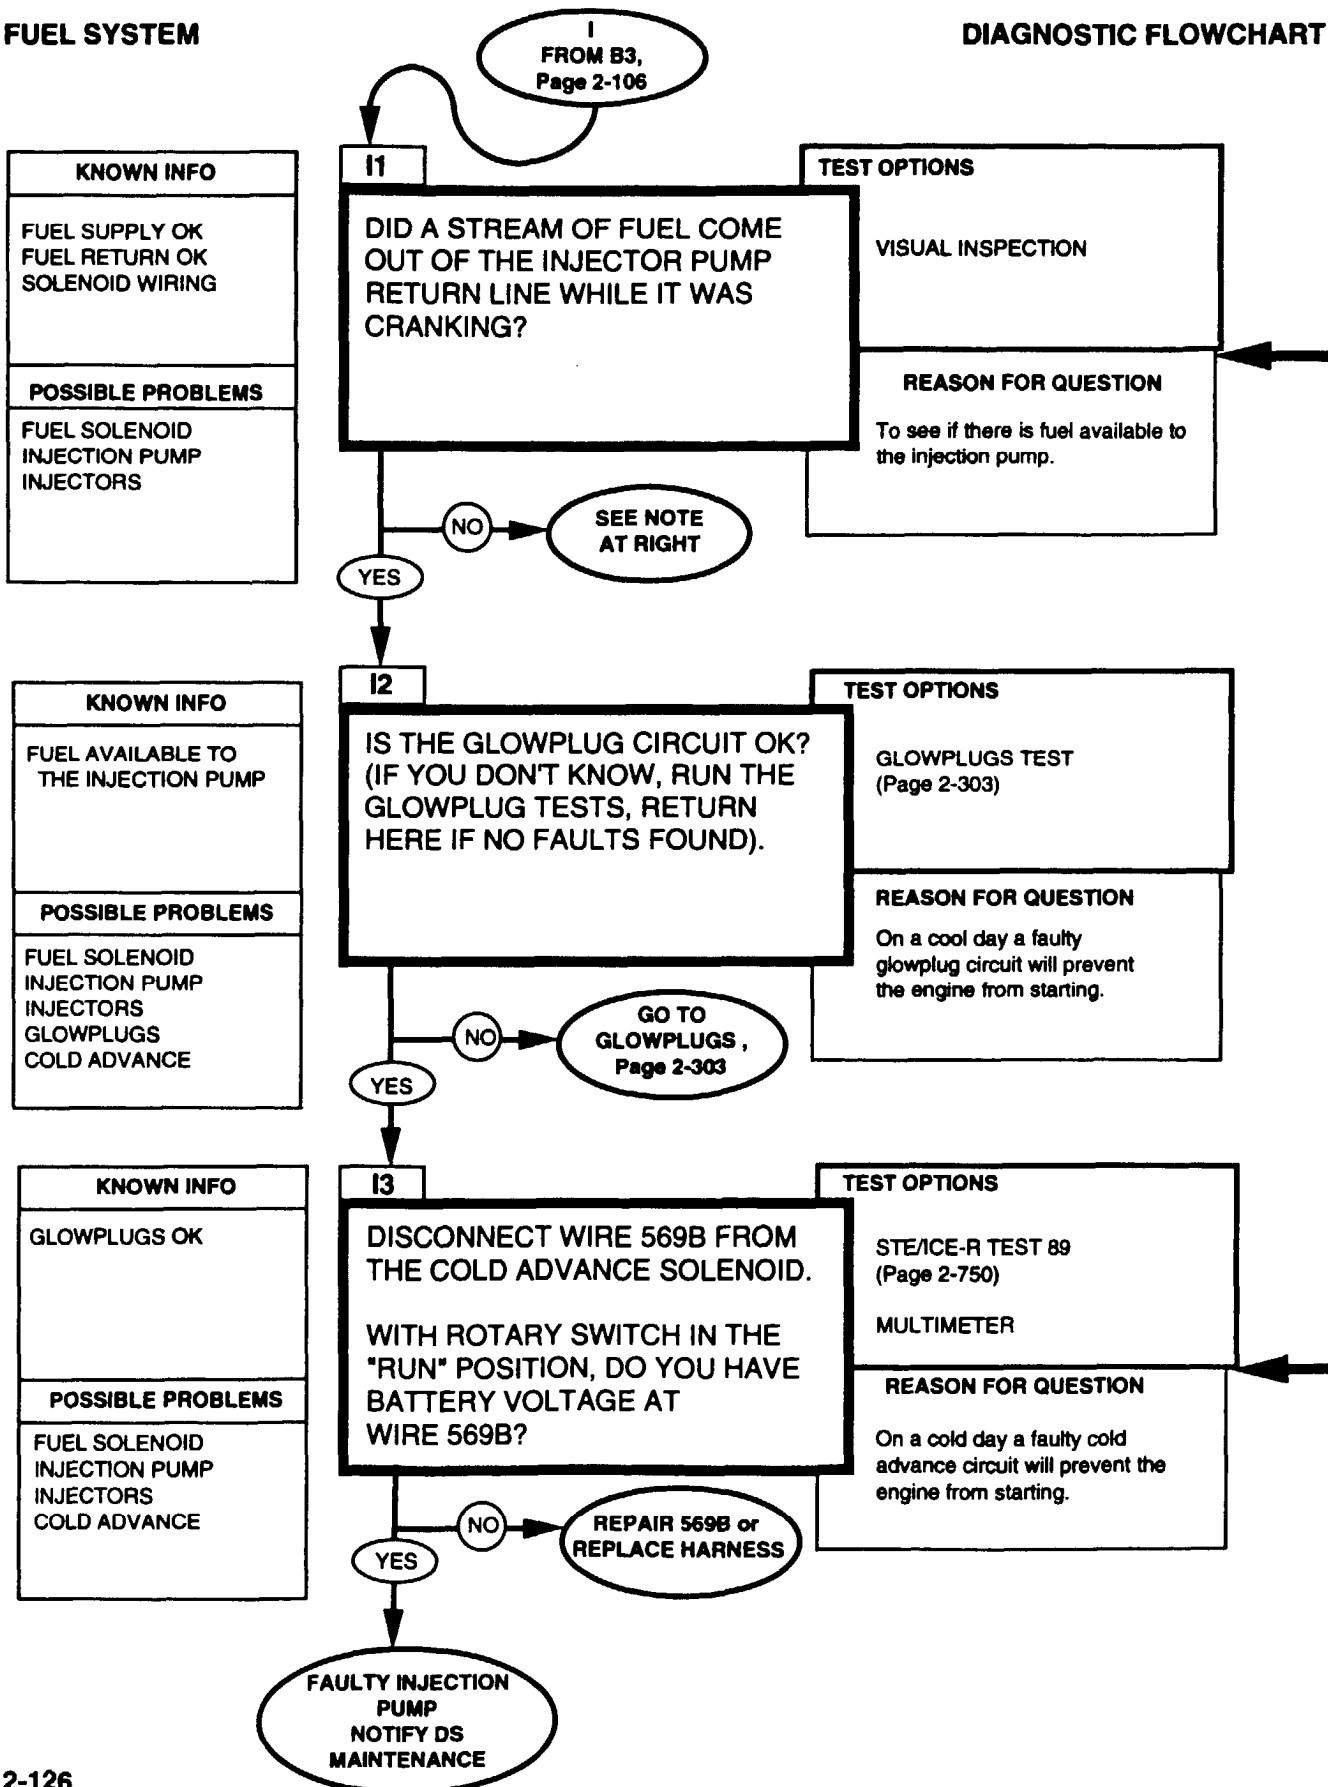 FUEL SYSTEM
DIAGNOSTIC FLOWCHART
I
FROM B3,
Page 2-106
KNOWN INFO
FUEL SUPPLY OK
FUEL RETURN OK
SOLENOID WIRING
POSSIBLE PROBLEMS
FUEL SOLENOID
INJECTION PUMP
INJECTORS
I1
DID A STREAM OF FUEL COME
OUT OF THE INJECTOR PUMP
RETURN LINE WHILE IT WAS
CRANKING?
TEST OPTIONS
VISUAL INSPECTION
REASON FOR QUESTION
To see if there is fuel available to
the injection pump.
NO
SEE NOTE
AT RIGHT
YES
KNOWN INFO
FUEL AVAILABLE TO
THE INJECTION PUMP
POSSIBLE PROBLEMS
FUEL SOLENOID
INJECTION PUMP
INJECTORS
GLOWPLUGS
COLD ADVANCE
I2
IS THE GLOWPLUG CIRCUIT OK?
(IF YOU DON'T KNOW, RUN THE
GLOWPLUG TESTS, RETURN
HERE IF NO FAULTS FOUND).
TEST OPTIONS
GLOWPLUGS TEST
(Page 2-303)
REASON FOR QUESTION
On a cool day a faulty
glowplug circuit will prevent
the engine from starting.
NO
GO TO
GLOWPLUGS ,
Page 2-303
YES
KNOWN INFO
GLOWPLUGS OK
POSSIBLE PROBLEMS
FUEL SOLENOID
INJECTION PUMP
INJECTORS
COLD ADVANCE
I3
DISCONNECT WIRE 569B FROM
THE COLD ADVANCE SOLENOID.
WITH ROTARY SWITCH IN THE
"RUN" POSITION, DO YOU HAVE
BATTERY VOLTAGE AT
WIRE 569B?
TEST OPTIONS
STE/ICE-R TEST 89
(Page 2-750)
MULTIMETER
REASON FOR QUESTION
On a cold day a faulty cold
advance circuit will prevent the
engine from starting.
NO
REPAIR 569B or
REPLACE HARNESS
YES
FAULTY INJECTION
PUMP
NOTIFY DS
MAINTENANCE
2-126